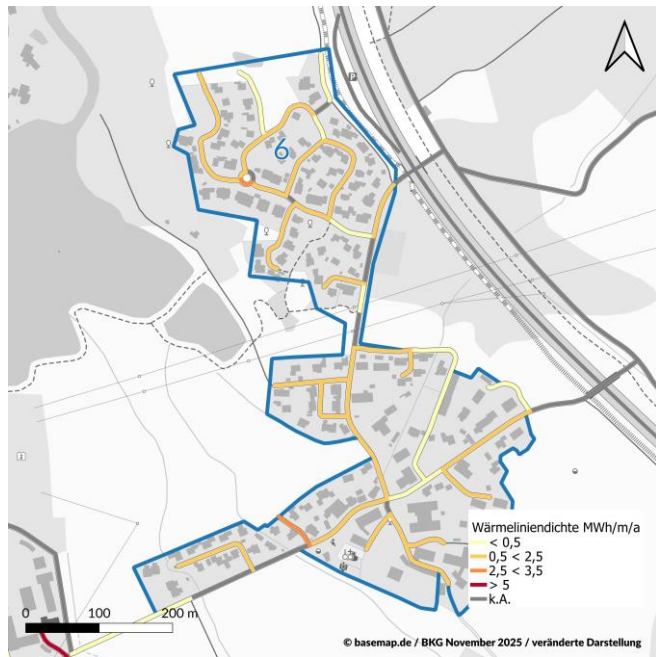 P
6
Wärmeliniendichte MWh/m/a
< 0,5
0,5 < 2,5
2,5 < 3,5
> 5
k.A.
0 100 200 m
© basemap.de / BKG November 2025 / veränderte Darstellung